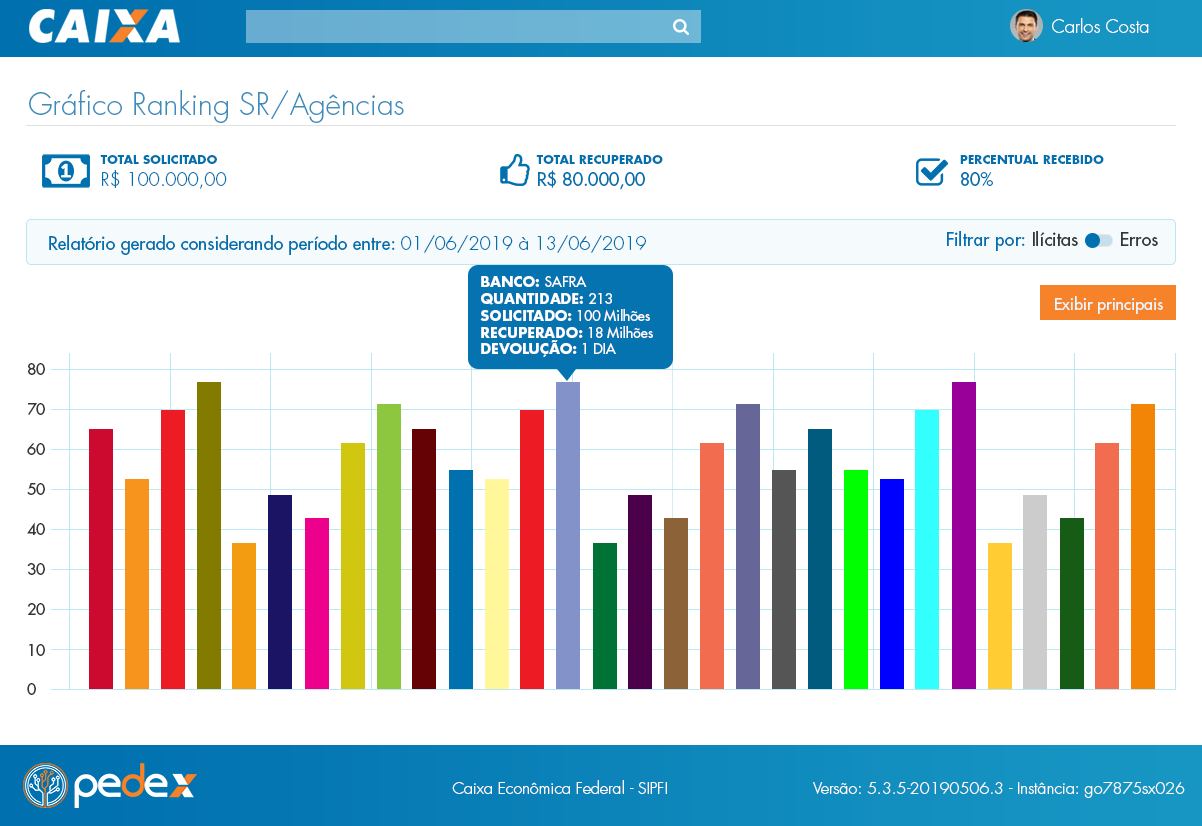 CAIXA
Carlos Costa
Gráfico Ranking SR/Agências
TOTAL SOLICITADO
R$ 100.000,00
TOTAL RECUPERADO
R$ 80.000,00
PERCENTUAL RECEBIDO
80%
Relatório gerado considerando período entre: 01/06/2019 à 13/06/2019
Filtrar por: Ilícitas Erros
BANCO: SAFRA
QUANTIDADE: 213
SOLICITADO: 100 Milhões
RECUPERADO: 18 Milhões
DEVOLUÇÃO: 1 DIA
Exibir principais
80
70
60
50
40
30
20
10
0
pedex
Caixa Econômica Federal - SIPFI
Versão: 5.3.5-20190506.3 - Instância: go7875sx026